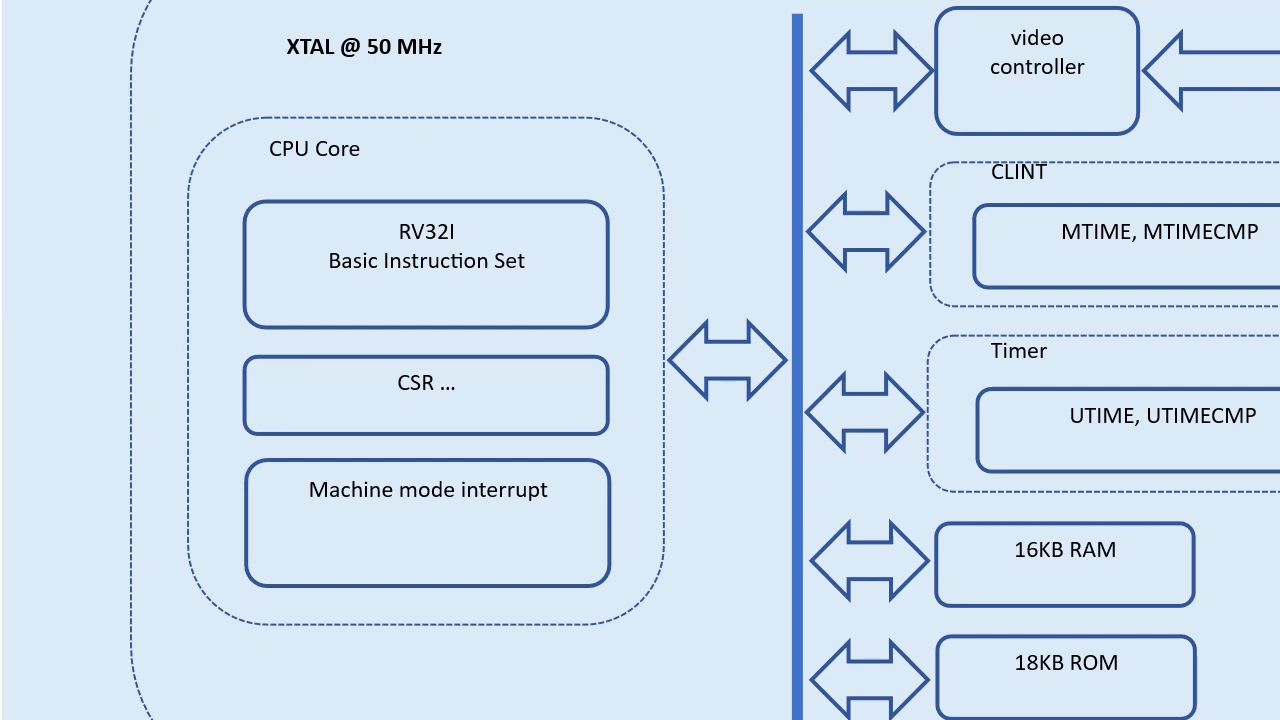 XTAL @ 50 MHz
CPU Core
RV32I
Basic Instruction Set
CSR ...
Machine mode interrupt
video
controller
CLINT
MTIME, MTIMECMP
Timer
UTIME, UTIMECMP
16KB RAM
18KB ROM